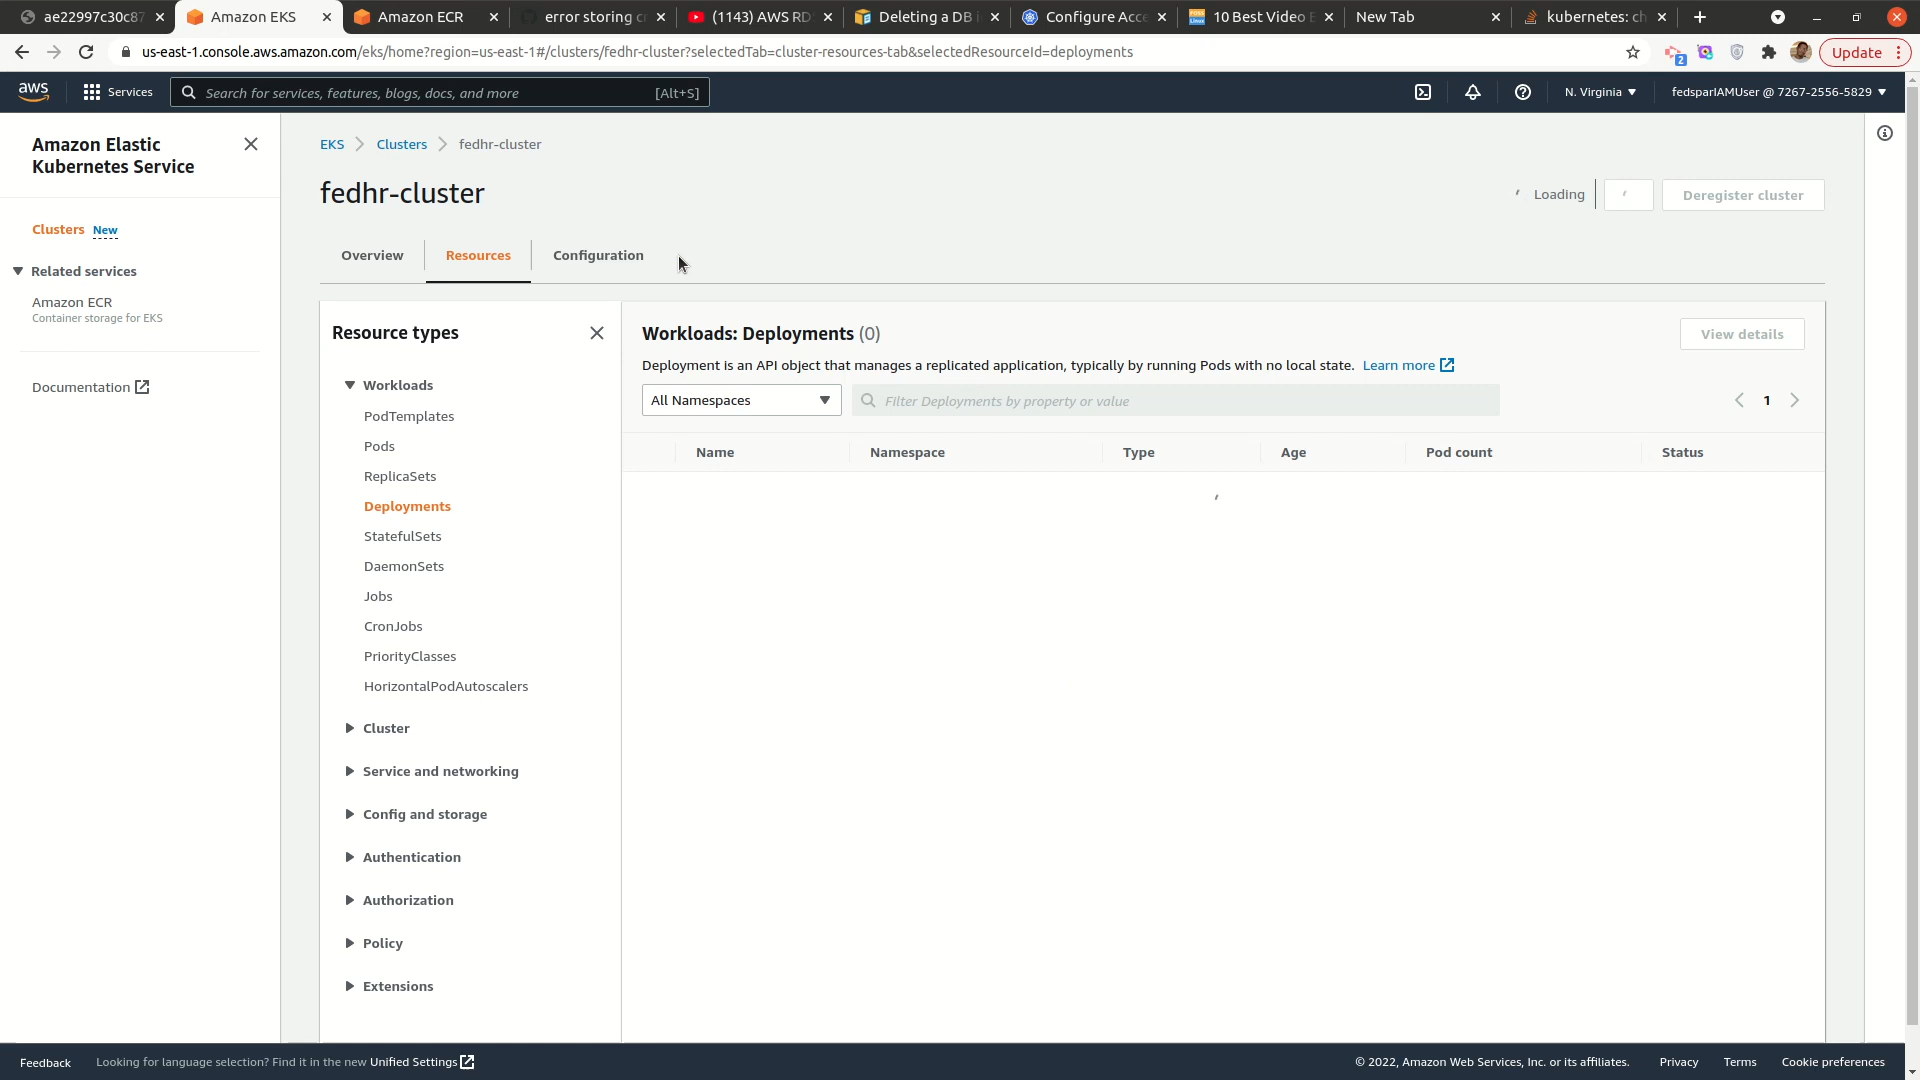 ae22997c30c87
Amazon EKS
Amazon ECR
error storing cr
(1143) AWS RD
Deleting a DB i
Configure Acce
10 Best Video E
New Tab
kubernetes: ch
us-east-1.console.aws.amazon.com/eks/home?region=us-east-1#/clusters/fedhr-cluster?selectedTab=cluster-resources-tab&selectedResourceId=deployments
2
Update
aws
Services
Search for services, features, blogs, docs, and more
[Alt+S]
N. Virginia
fedsparIAMUser @ 7267-2556-5829
Amazon Elastic
Kubernetes Service
Clusters New
Related services
Amazon ECR
Container storage for EKS
Documentation
EKS
Clusters
fedhr-cluster
fedhr-cluster
Loading
Deregister cluster
Overview
Resources
Configuration
Resource types
Workloads
PodTemplates
Pods
ReplicaSets
Deployments
StatefulSets
DaemonSets
Jobs
CronJobs
PriorityClasses
HorizontalPodAutoscalers
Cluster
Service and networking
Config and storage
Authentication
Authorization
Policy
Extensions
Workloads: Deployments (0)
View details
Deployment is an API object that manages a replicated application, typically by running Pods with no local state. Learn more
All Namespaces
Filter Deployments by property or value
1
Name
Namespace
Type
Age
Pod count
Status
Feedback
Looking for language selection? Find it in the new Unified Settings
© 2022, Amazon Web Services, Inc. or its affiliates.
Privacy
Terms
Cookie preferences